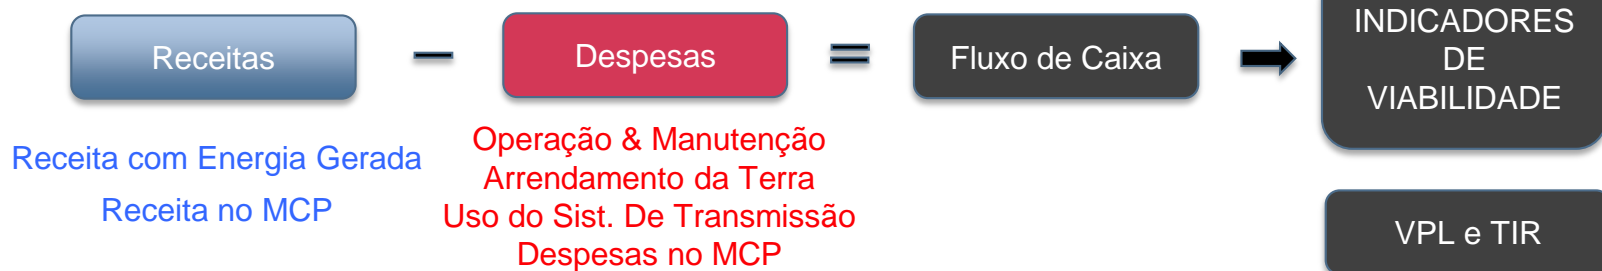 Receitas
Despesas
Fluxo de Caixa
INDICADORES
DE
VIABILIDADE
Receita com Energia Gerada
Receita no MCP
Operação & Manutenção
Arrendamento da Terra
Uso do Sist. De Transmissão
Despesas no MCP
VPL e TIR